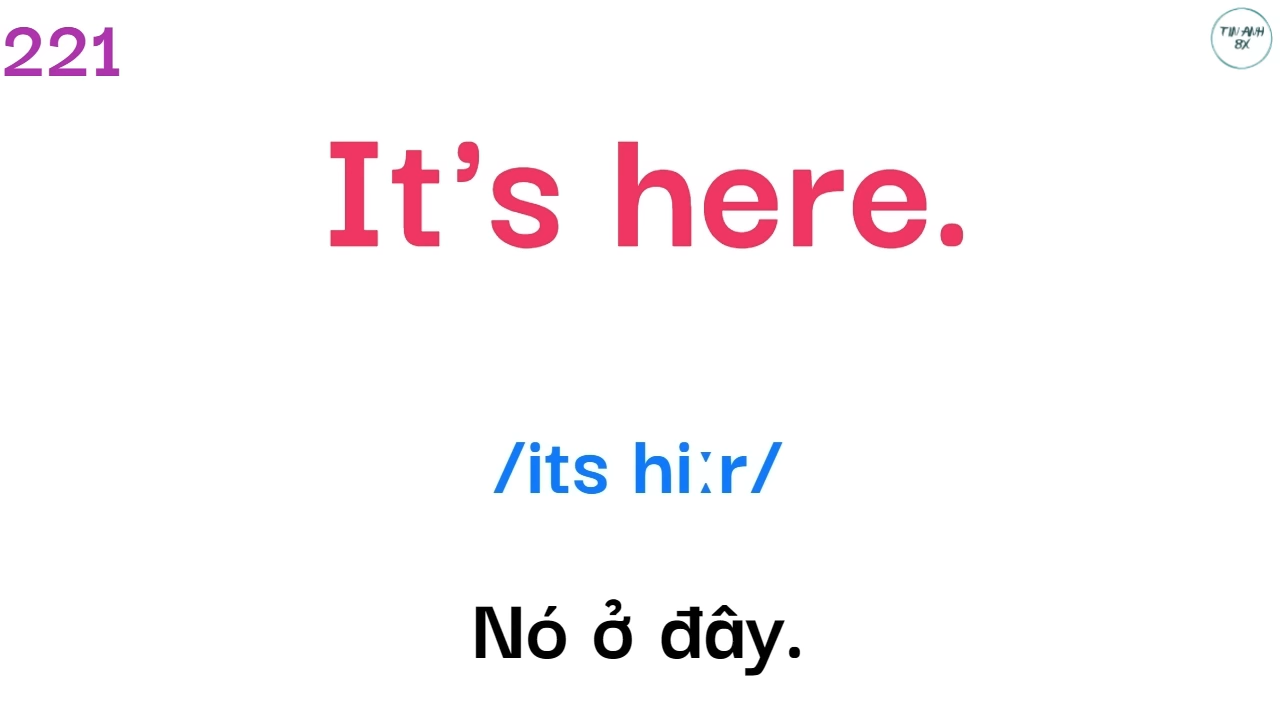 221
TIN ANH
8X
It’s here.
/its hiːr/
Nó ở đây.